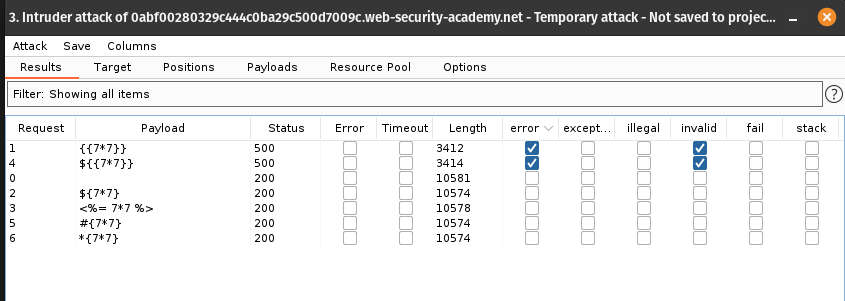 3. Intruder attack of 0abf00280329c444c0ba29c500d7009c.web-security-academy.net - Temporary attack - Not saved to projec...
Attack Save Columns
Results Target Positions Payloads Resource Pool Options
Filter: Showing all items ?
Request Payload Status Error Timeout Length error except... illegal invalid fail stack
1 {{7*7}} 500 3412
4 ${{7*7}} 500 3414
0 200 10581
2 ${7*7} 200 10574
3 <%= 7*7 %> 200 10578
5 #{7*7} 200 10574
6 *{7*7} 200 10574